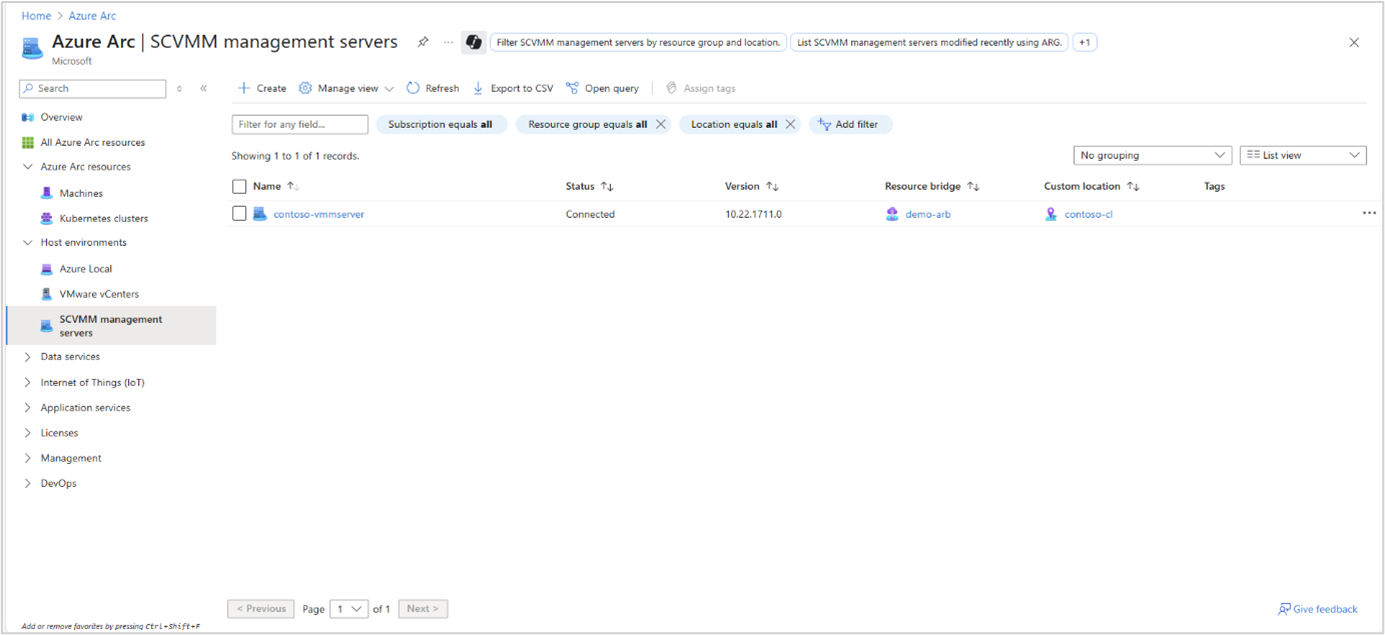 Home > Azure Arc
Azure Arc | SCVMM management servers
Microsoft
Filter SCVMM management servers by resource group and location.
List SCVMM management servers modified recently using ARG.
+1
Search
Create
Manage view
Refresh
Export to CSV
Open query
Assign tags
Overview
All Azure Arc resources
Azure Arc resources
Machines
Kubernetes clusters
Host environments
Azure Local
VMware vCenters
SCVMM management
servers
Data services
Internet of Things (IoT)
Application services
Licenses
Management
DevOps
Add or remove favorites by pressing Ctrl+Shift+F
Filter for any field...
Subscription equals all
Resource group equals all
Location equals all
Add filter
Showing 1 to 1 of 1 records.
No grouping
List view
Name Status Version Resource bridge Custom location Tags
contoso-vmmserver Connected 10.22.1711.0 demo-arb contoso-cl
< Previous Page 1 of 1 Next >
Give feedback